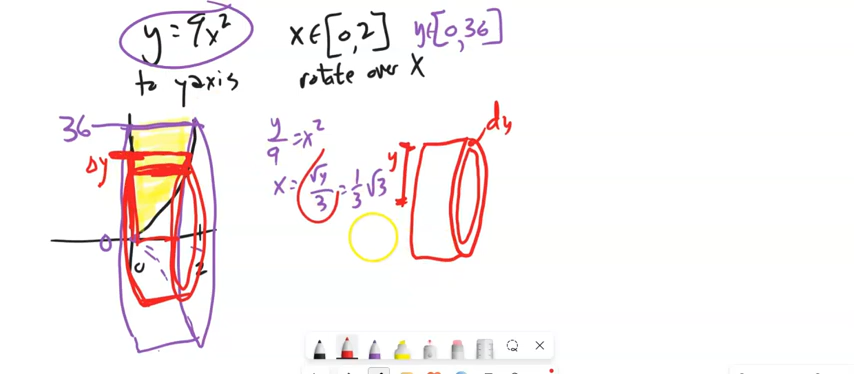 y = 9x² x ∈ [0,2] y ∈ [0,36]
to y axis rotate over X
36
Δy
0
0
2
y/9 = x²
x = √y/3 = 1/3 √3
y
dy